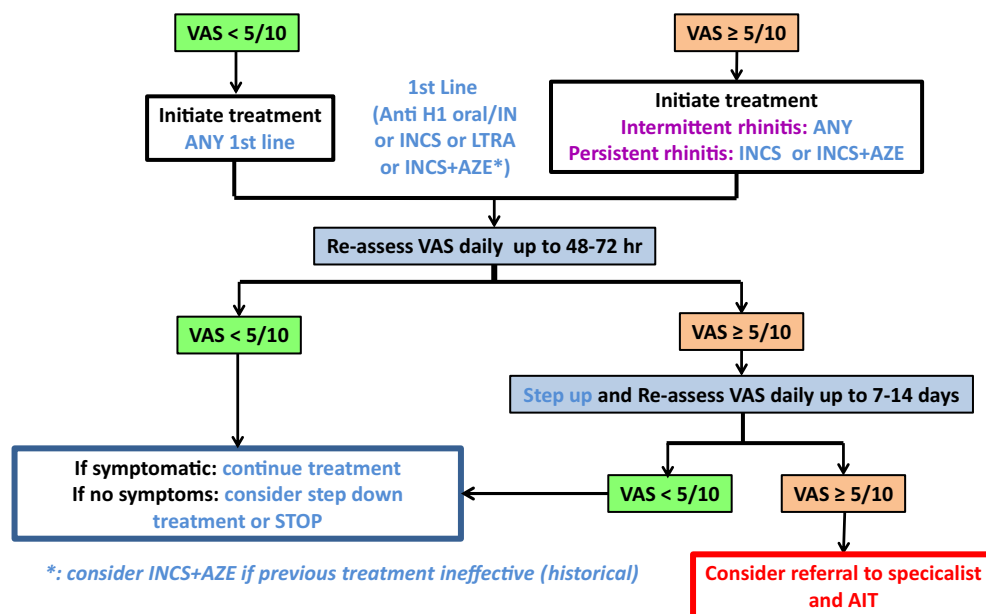 VAS < 5/10
VAS ≥ 5/10
Initiate treatment
ANY 1st line
1st Line
(Anti H1 oral/IN
or INCS or LTRA
or INCS+AZE*)
Initiate treatment
Intermittent rhinitis: ANY
Persistent rhinitis: INCS or INCS+AZE
Re-assess VAS daily up to 48-72 hr
VAS < 5/10
VAS ≥ 5/10
Step up and Re-assess VAS daily up to 7-14 days
If symptomatic: continue treatment
If no symptoms: consider step down
treatment or STOP
VAS < 5/10
VAS ≥ 5/10
*: consider INCS+AZE if previous treatment ineffective (historical)
Consider referral to specicalist
and AIT